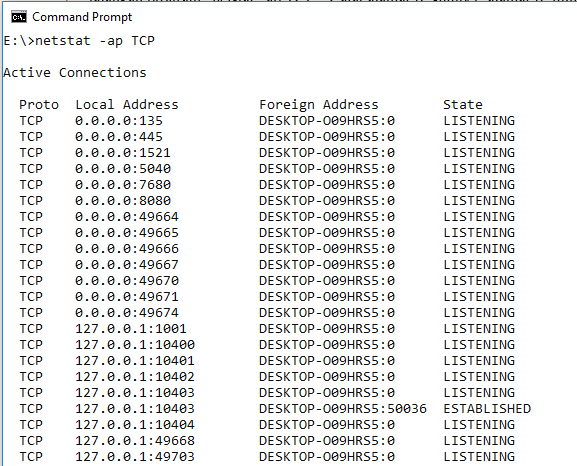 Command Prompt
E:\>netstat -ap TCP
Active Connections
Proto Local Address Foreign Address State
TCP 0.0.0.0:135 DESKTOP-O09HRS5:0 LISTENING
TCP 0.0.0.0:445 DESKTOP-O09HRS5:0 LISTENING
TCP 0.0.0.0:1521 DESKTOP-O09HRS5:0 LISTENING
TCP 0.0.0.0:5040 DESKTOP-O09HRS5:0 LISTENING
TCP 0.0.0.0:7680 DESKTOP-O09HRS5:0 LISTENING
TCP 0.0.0.0:8080 DESKTOP-O09HRS5:0 LISTENING
TCP 0.0.0.0:49664 DESKTOP-O09HRS5:0 LISTENING
TCP 0.0.0.0:49665 DESKTOP-O09HRS5:0 LISTENING
TCP 0.0.0.0:49666 DESKTOP-O09HRS5:0 LISTENING
TCP 0.0.0.0:49667 DESKTOP-O09HRS5:0 LISTENING
TCP 0.0.0.0:49670 DESKTOP-O09HRS5:0 LISTENING
TCP 0.0.0.0:49671 DESKTOP-O09HRS5:0 LISTENING
TCP 0.0.0.0:49674 DESKTOP-O09HRS5:0 LISTENING
TCP 127.0.0.1:1001 DESKTOP-O09HRS5:0 LISTENING
TCP 127.0.0.1:10400 DESKTOP-O09HRS5:0 LISTENING
TCP 127.0.0.1:10401 DESKTOP-O09HRS5:0 LISTENING
TCP 127.0.0.1:10402 DESKTOP-O09HRS5:0 LISTENING
TCP 127.0.0.1:10403 DESKTOP-O09HRS5:0 LISTENING
TCP 127.0.0.1:10403 DESKTOP-O09HRS5:50036 ESTABLISHED
TCP 127.0.0.1:10404 DESKTOP-O09HRS5:0 LISTENING
TCP 127.0.0.1:49668 DESKTOP-O09HRS5:0 LISTENING
TCP 127.0.0.1:49703 DESKTOP-O09HRS5:0 LISTENING